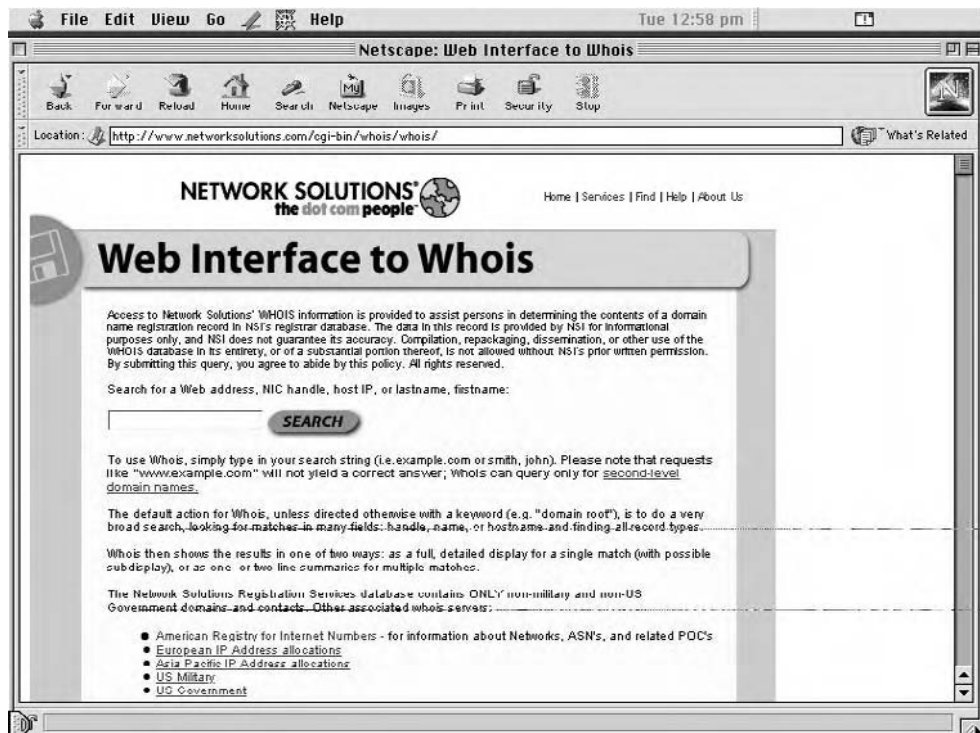 File Edit View Go Help Tue 12:58 pm
Netscape: Web Interface to Whois
Back Forward Reload Home Search Netscape Images Print Security Stop
Location: http://www.networksolutions.com/cgi-bin/whois/whois/ What's Related
NETWORK SOLUTIONS®
the dot com people™
Home | Services | Find | Help | About Us
Web Interface to Whois
Access to Network Solutions' WHOIS information is provided to assist persons in determining the contents of a domain
name registration record in NSI's registrar database. The data in this record is provided by NSI for informational
purposes only, and NSI does not guarantee its accuracy. Compilation, repackaging, dissemination, or other use of the
WHOIS database in its entirety, or of a substantial portion thereof, is not allowed without NSI's prior written permission.
By submitting this query, you agree to abide by this policy. All rights reserved.
Search for a Web address, NIC handle, host IP, or lastname, firstname:
SEARCH
To use Whois, simply type in your search string (i.e.example.com or smith, john). Please note that requests
like "www.example.com" will not yield a correct answer; Whois can query only for second-level
domain names.
The default action for Whois, unless directed otherwise with a keyword (e.g. "domain root"), is to do a very
broad search, looking for matches in many fields: handle, name, or hostname and finding all record types.
Whois then shows the results in one of two ways: as a full, detailed display for a single match (with possible
subdisplay), or as one- or two line summaries for multiple matches.
The Network Solutions Registration Services database contains ONLY non-military and non-US
Government domains and contacts. Other associated whois servers:
American Registry for Internet Numbers - for information about Networks, ASN's, and related POC's
European IP Address allocations
Asia Pacific IP Address allocations
US Military
US Government